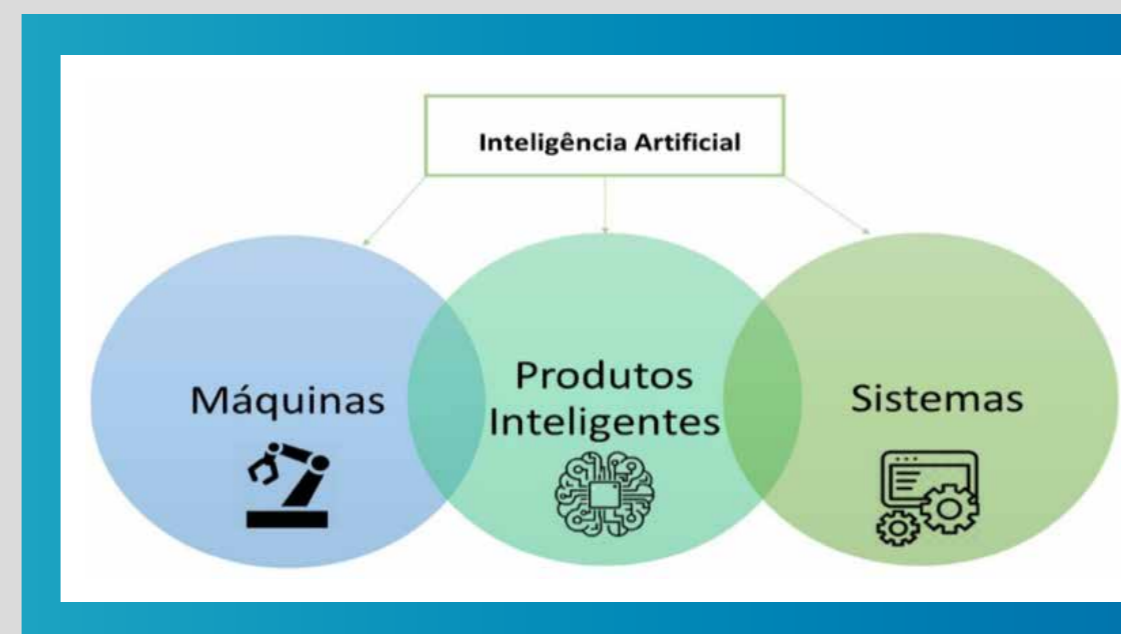 Inteligência Artificial
Máquinas
Produtos
Inteligentes
Sistemas